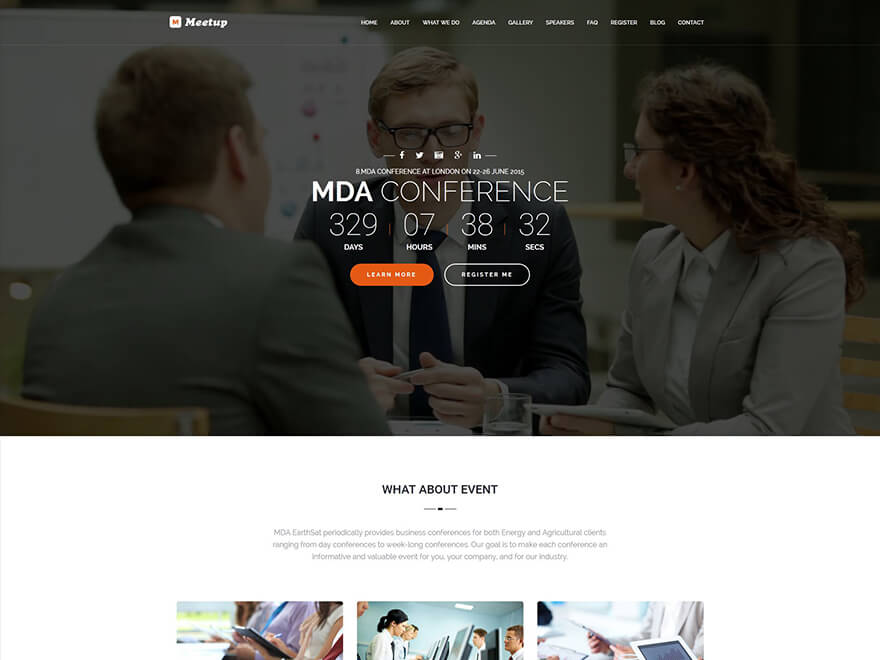 M Meetup
HOME ABOUT WHAT WE DO AGENDA GALLERY SPEAKERS FAQ REGISTER BLOG CONTACT
8 MDA CONFERENCE AT LONDON ON 22-26 JUNE 2015
MDA CONFERENCE
329 | 07 | 38 | 32
DAYS HOURS MINS SECS
LEARN MORE REGISTER ME
WHAT ABOUT EVENT
MDA EarthSat periodically provides business conferences for both Energy and Agricultural clients
ranging from day conferences to week-long conferences. Our goal is to make each conference an
informative and valuable event for you, your company, and for our industry.